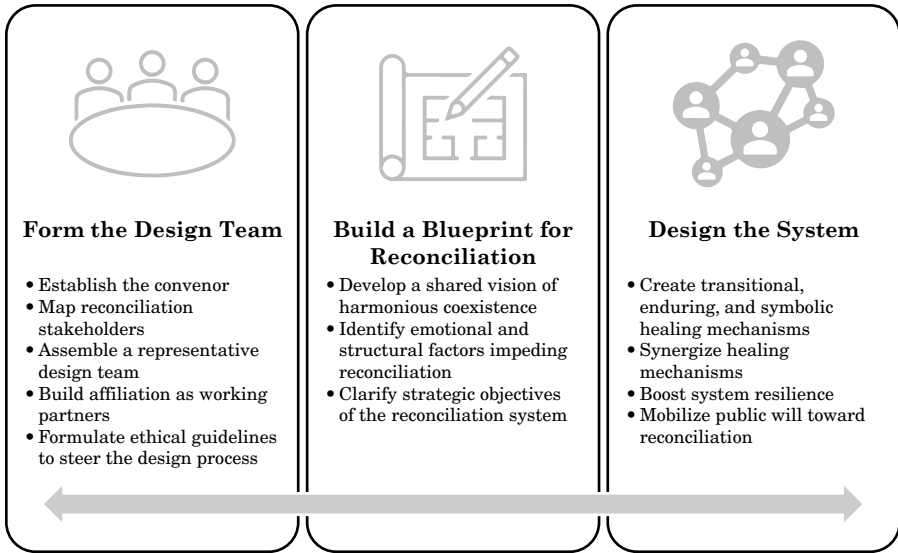 Form the Design Team
• Establish the convenor
• Map reconciliation
stakeholders
• Assemble a representative
design team
• Build affiliation as working
partners
• Formulate ethical guidelines
to steer the design process
Build a Blueprint for
Reconciliation
• Develop a shared vision of
harmonious coexistence
• Identify emotional and
structural factors impeding
reconciliation
• Clarify strategic objectives
of the reconciliation system
Design the System
• Create transitional,
enduring, and symbolic
healing mechanisms
• Synergize healing
mechanisms
• Boost system resilience
• Mobilize public will toward
reconciliation